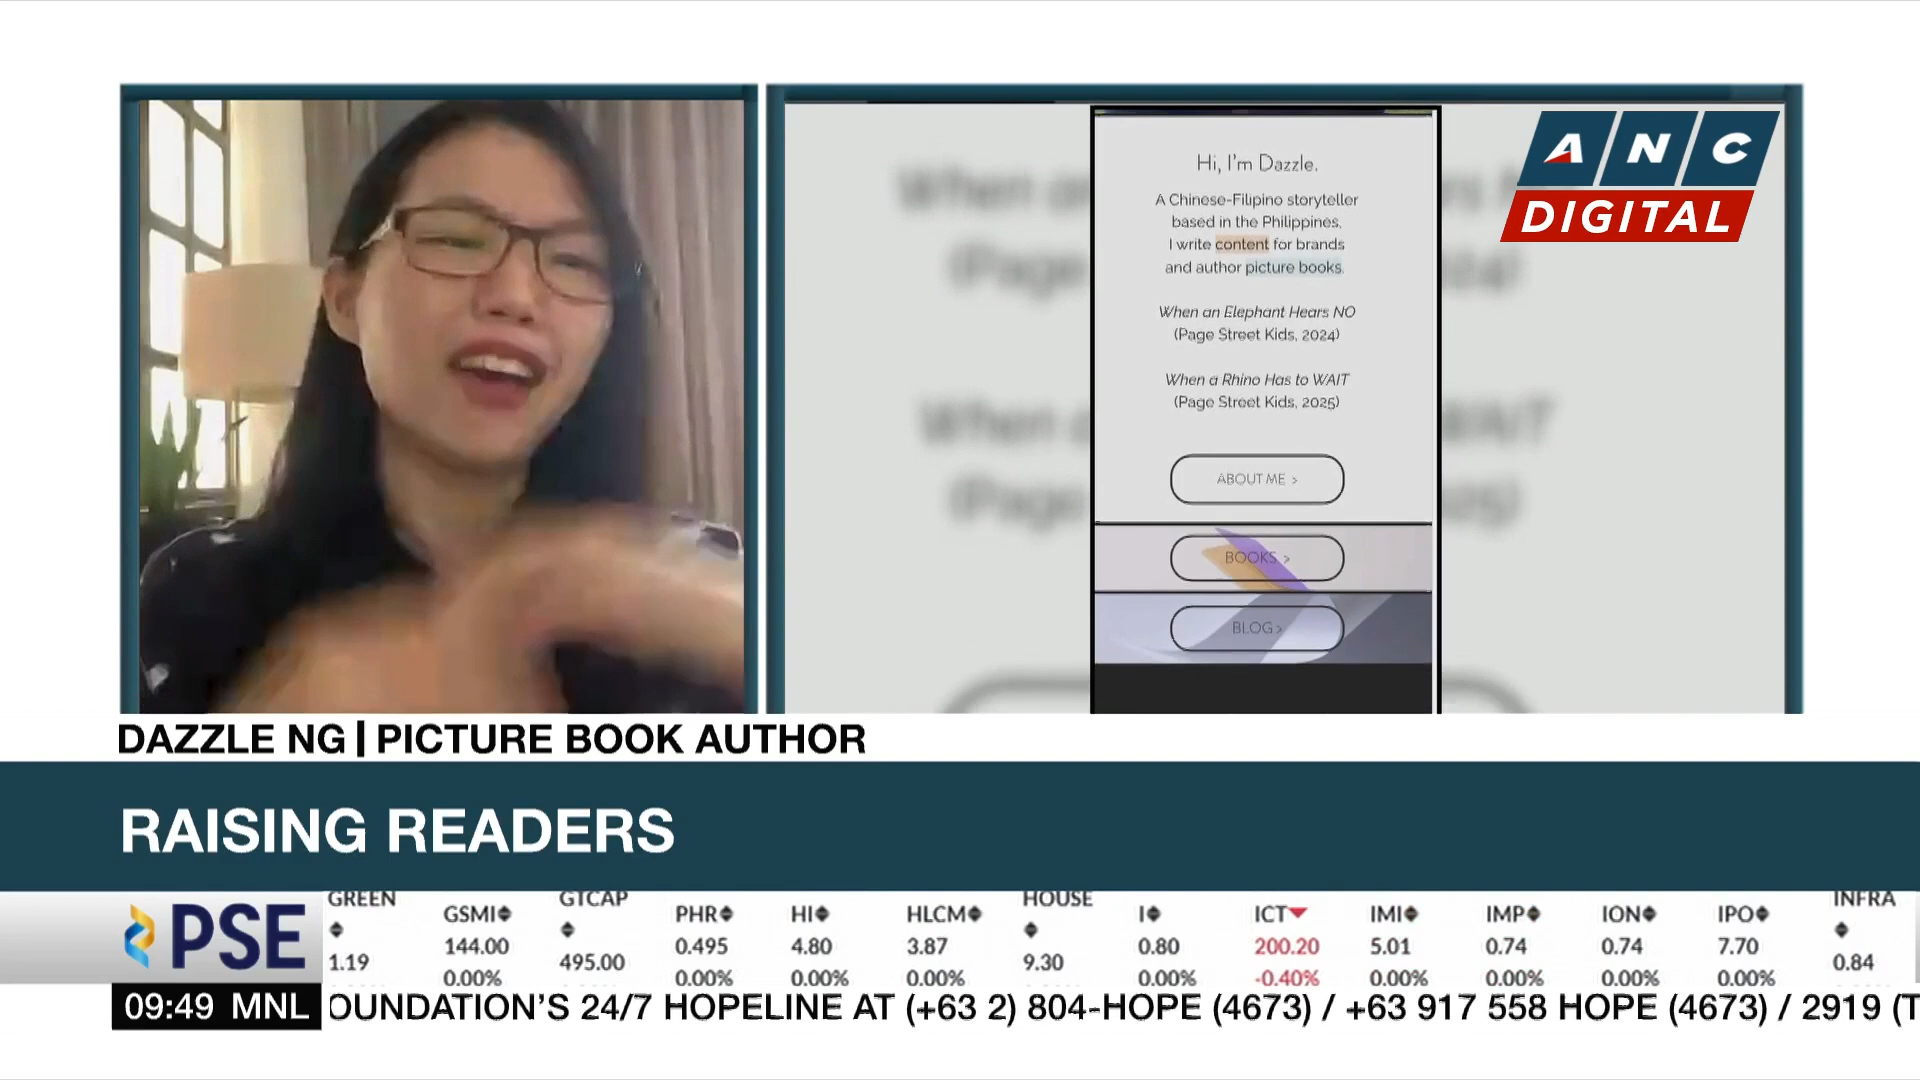 ANC
DIGITAL
Hi, I'm Dazzle.
A Chinese-Filipino storyteller
based in the Philippines,
I write content for brands
and author picture books.
When an Elephant Hears NO
(Page Street Kids, 2024)
When a Rhino Has to WAIT
(Page Street Kids, 2025)
ABOUT ME >
BOOKS >
BLOG >
DAZZLE NG | PICTURE BOOK AUTHOR
RAISING READERS
PSE
GREEN
1.19
GSMI
144.00
0.00%
GTCAP
495.00
PHR
0.495
0.00%
HI
4.80
0.00%
HLCM
3.87
0.00%
HOUSE
9.30
I
0.80
0.00%
ICT
200.20
-0.40%
IMI
5.01
0.00%
IMP
0.74
0.00%
ION
0.74
0.00%
IPO
7.70
0.00%
INFRA
0.84
09:49 MNL
OUNDATION'S 24/7 HOPELINE AT (+63 2) 804-HOPE (4673) / +63 917 558 HOPE (4673) / 2919 (T